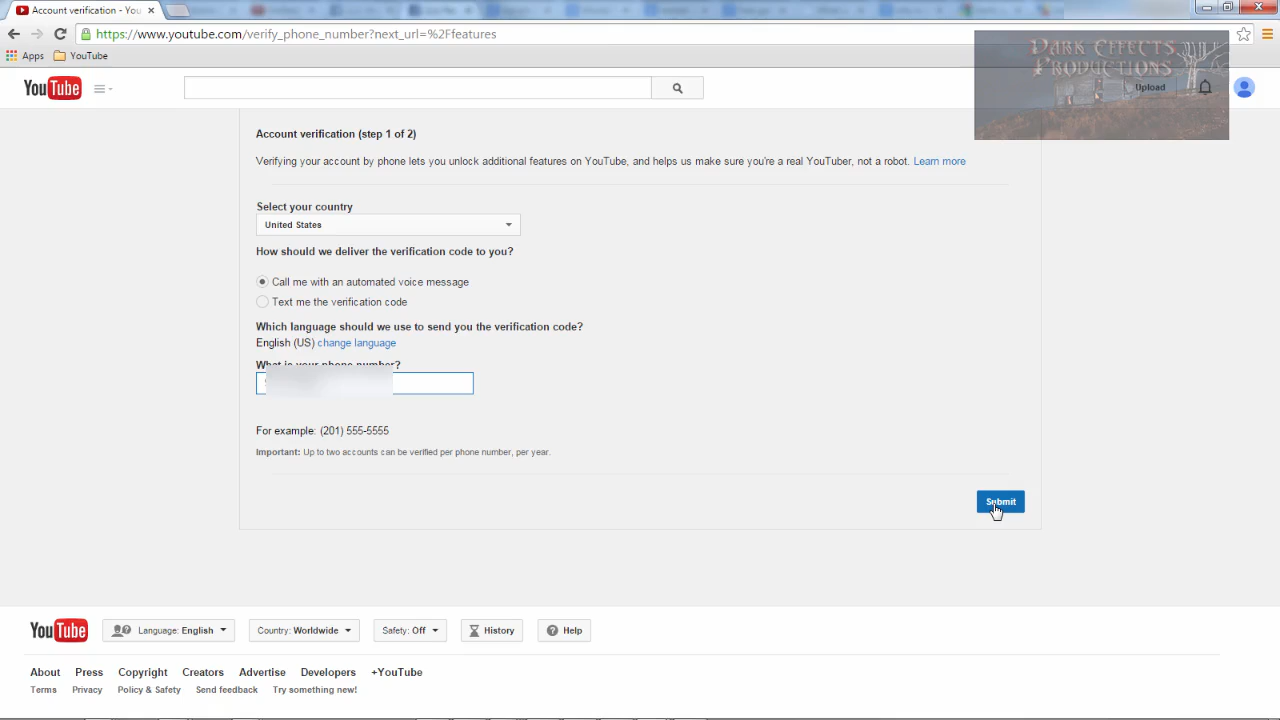 Account verification - You
https://www.youtube.com/verify_phone_number?next_url=%2Ffeatures
Apps YouTube
DARK EFFECTS
PRODUCTIONS
YouTube
Upload
Account verification (step 1 of 2)
Verifying your account by phone lets you unlock additional features on YouTube, and helps us make sure you're a real YouTuber, not a robot. Learn more
Select your country
United States
How should we deliver the verification code to you?
Call me with an automated voice message
Text me the verification code
Which language should we use to send you the verification code?
English (US) change language
What is your phone number?
For example: (201) 555-5555
Important: Up to two accounts can be verified per phone number, per year.
Submit
YouTube Language: English Country: Worldwide Safety: Off History Help
About Press Copyright Creators Advertise Developers +YouTube
Terms Privacy Policy & Safety Send feedback Try something new!